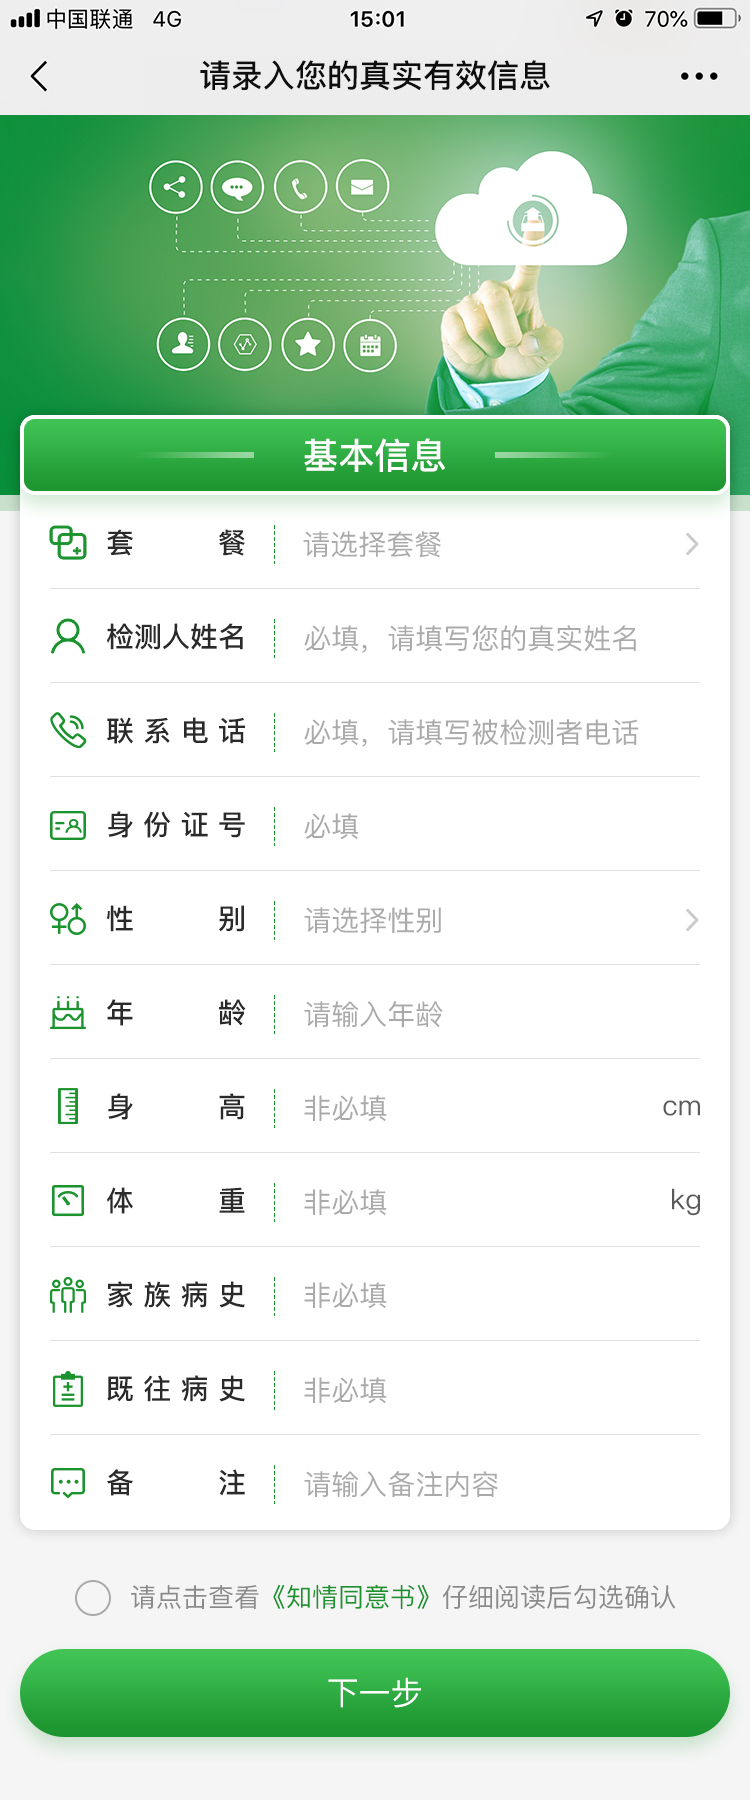 中国联通 4G 15:01 70%
请录入您的真实有效信息
基本信息
套餐 请选择套餐
检测人姓名 必填，请填写您的真实姓名
联系电话 必填，请填写被检测者电话
身份证号 必填
性别 请选择性别
年龄 请输入年龄
身高 非必填 cm
体重 非必填 kg
家族病史 非必填
既往病史 非必填
备注 请输入备注内容
请点击查看《知情同意书》仔细阅读后勾选确认
下一步